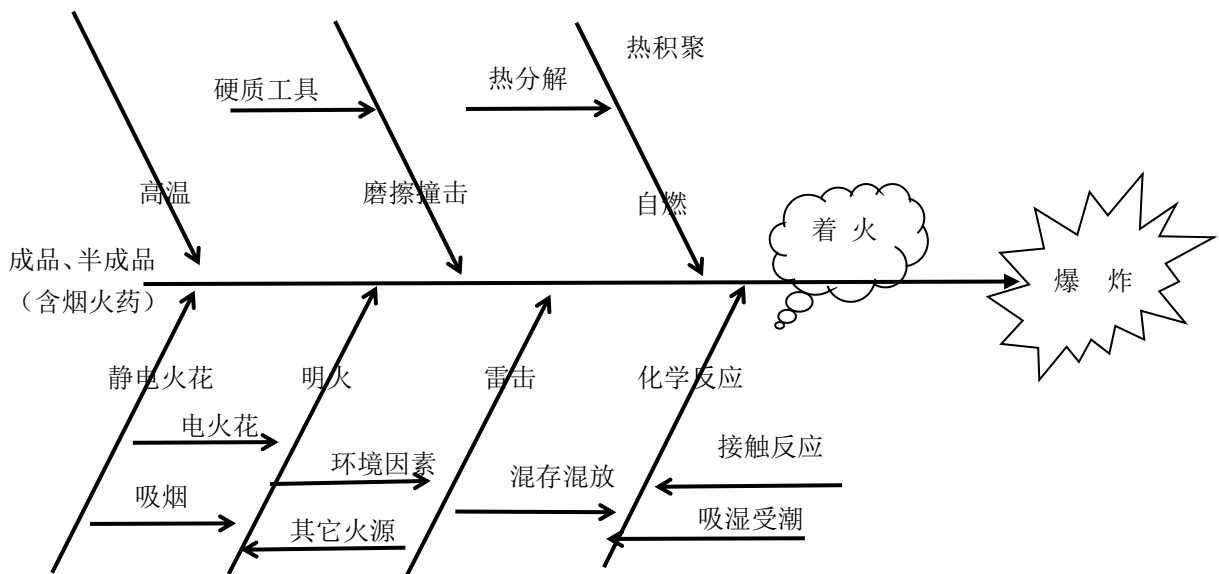 热积聚
热分解
硬质工具
高温
磨擦撞击
自燃
着 火
成品、半成品
（含烟火药）
爆 炸
静电火花
明火
雷击
化学反应
电火花
环境因素
接触反应
吸烟
混存混放
其它火源
吸湿受潮